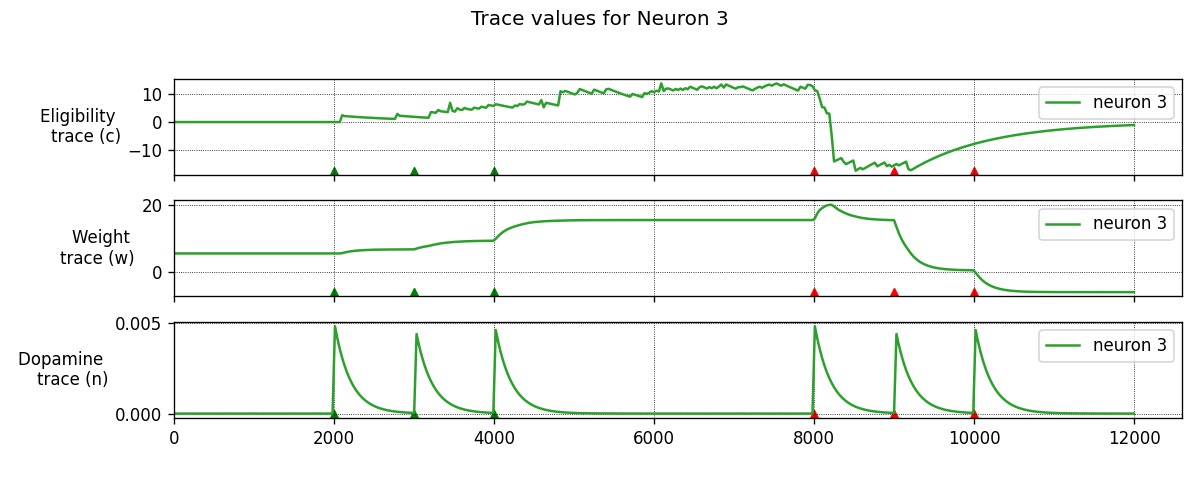 Trace values for Neuron 3
Eligibility
trace (c)
10
0
−10
neuron 3
Weight
trace (w)
20
0
neuron 3
Dopamine
trace (n)
0.005
0.000
neuron 3
0 2000 4000 6000 8000 10000 12000